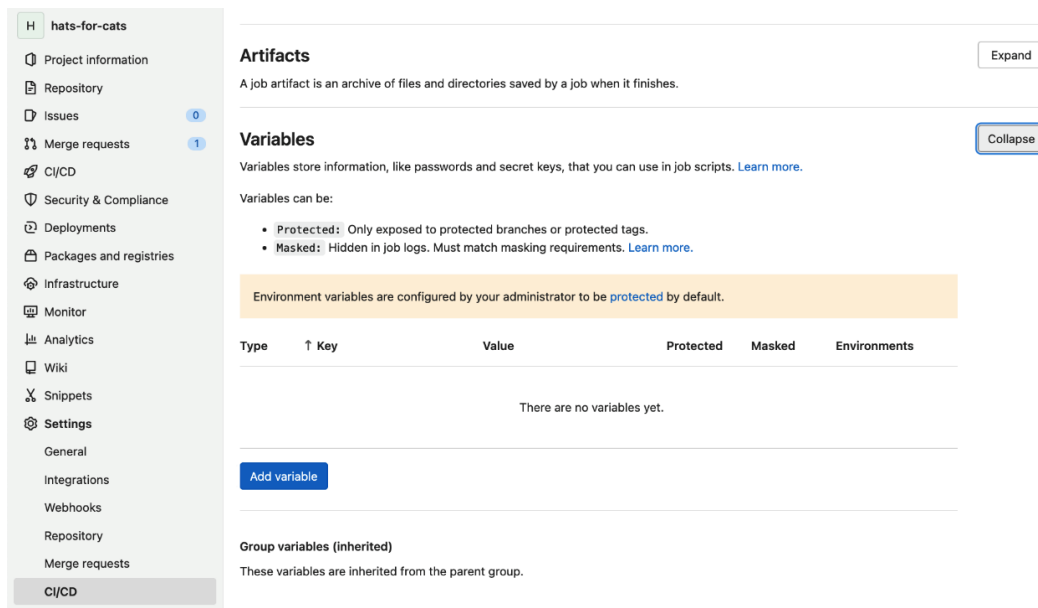 H hats-for-cats
Project information
Repository
Issues 0
Merge requests 1
CI/CD
Security & Compliance
Deployments
Packages and registries
Infrastructure
Monitor
Analytics
Wiki
Snippets
Settings
General
Integrations
Webhooks
Repository
Merge requests
CI/CD
Artifacts
Expand
A job artifact is an archive of files and directories saved by a job when it finishes.
Variables
Collapse
Variables store information, like passwords and secret keys, that you can use in job scripts. Learn more.
Variables can be:
• Protected: Only exposed to protected branches or protected tags.
• Masked: Hidden in job logs. Must match masking requirements. Learn more.
Environment variables are configured by your administrator to be protected by default.
Type ↑ Key Value Protected Masked Environments
There are no variables yet.
Add variable
Group variables (inherited)
These variables are inherited from the parent group.